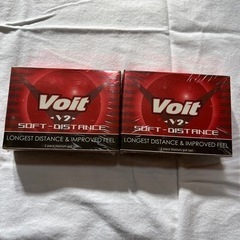 Voit
V2
SOFT-DISTANCE
LONGEST DISTANCE & IMPROVED FEEL
Voit
V2
SOFT-DISTANCE
LONGEST DISTANCE & IMPROVED FEEL